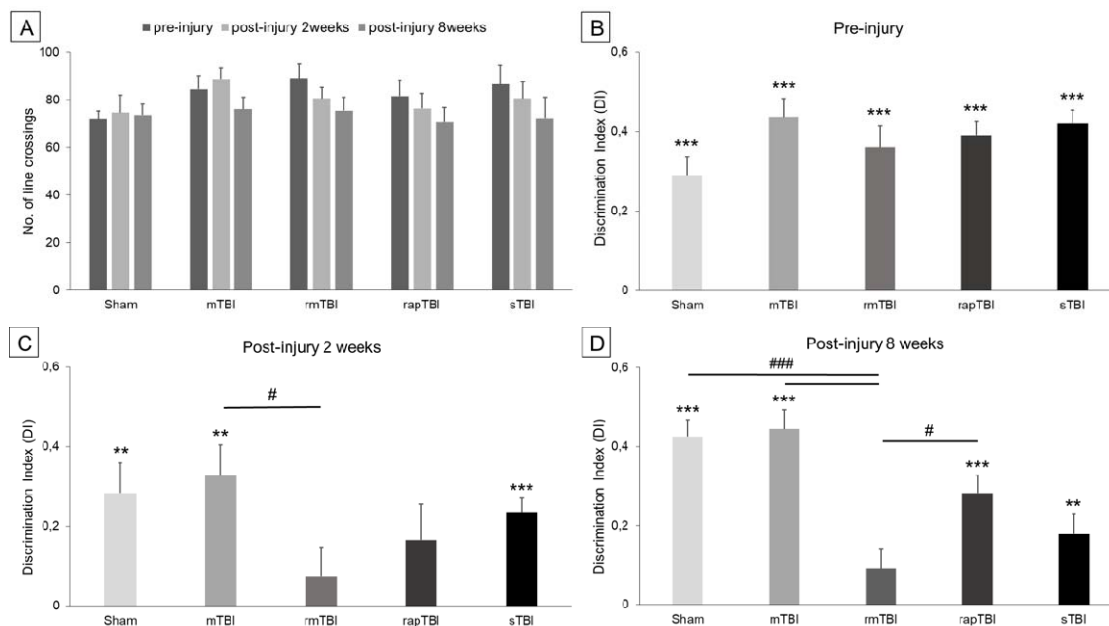 A
pre-injury post-injury 2weeks post-injury 8weeks
No. of line crossings
100
80
60
40
20
0
Sham mTBI rmTBI rapTBI sTBI
B
Pre-injury
Discrimination Index (DI)
0,6
0,4
0,2
0
*** *** *** *** ***
Sham mTBI rmTBI rapTBI sTBI
C
Post-injury 2 weeks
Discrimination Index (DI)
0,6
0,4
0,2
0
#
** ** ***
Sham mTBI rmTBI rapTBI sTBI
D
Post-injury 8 weeks
Discrimination Index (DI)
0,6
0,4
0,2
0
###
#
*** *** *** **
Sham mTBI rmTBI rapTBI sTBI